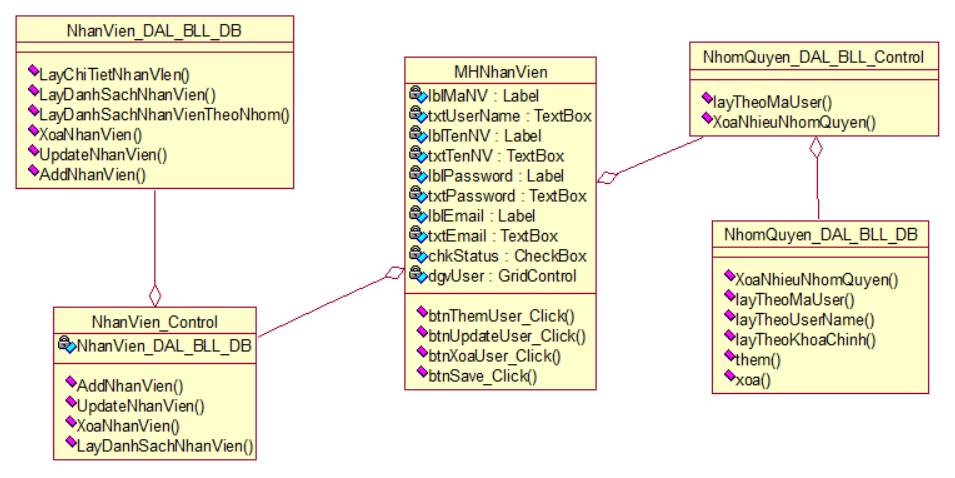 NhanVien_DAL_BLL_DB
LayChiTietNhanVIen()
LayDanhSachNhanVien()
LayDanhSachNhanVienTheoNhom()
XoaNhanVien()
UpdateNhanVien()
AddNhanVien()
NhanVien_Control
NhanVien_DAL_BLL_DB
AddNhanVien()
UpdateNhanVien()
XoaNhanVien()
LayDanhSachNhanVien()
MHNhanVien
lblMaNV : Label
txtUserName : TextBox
lblTenNV : Label
txtTenNV : TextBox
lblPassword : Label
txtPassword : TextBox
lblEmail : Label
txtEmail : TextBox
chkStatus : CheckBox
dgvUser : GridControl
btnThemUser_Click()
btnUpdateUser_Click()
btnXoaUser_Click()
btnSave_Click()
NhomQuyen_DAL_BLL_Control
layTheoMaUser()
XoaNhieuNhomQuyen()
NhomQuyen_DAL_BLL_DB
XoaNhieuNhomQuyen()
layTheoMaUser()
layTheoUserName()
layTheoKhoaChinh()
them()
xoa()